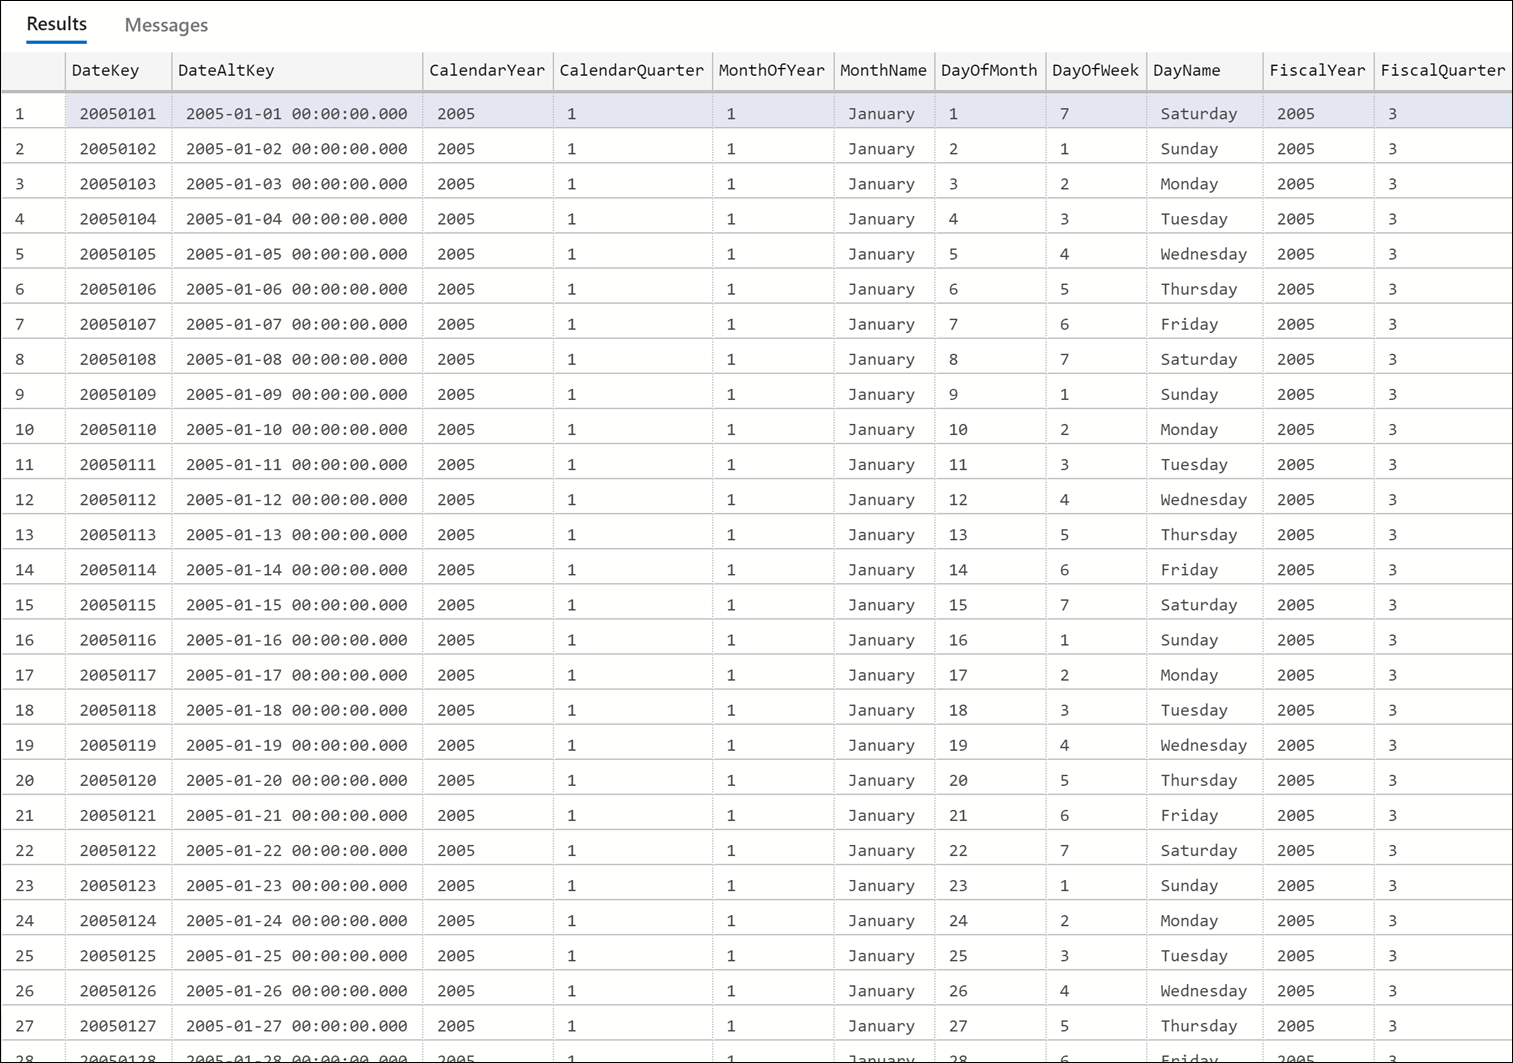 Results Messages
DateKey DateAltKey CalendarYear CalendarQuarter MonthOfYear MonthName DayOfMonth DayOfWeek DayName FiscalYear FiscalQuarter
1 20050101 2005-01-01 00:00:00.000 2005 1 1 January 1 7 Saturday 2005 3
2 20050102 2005-01-02 00:00:00.000 2005 1 1 January 2 1 Sunday 2005 3
3 20050103 2005-01-03 00:00:00.000 2005 1 1 January 3 2 Monday 2005 3
4 20050104 2005-01-04 00:00:00.000 2005 1 1 January 4 3 Tuesday 2005 3
5 20050105 2005-01-05 00:00:00.000 2005 1 1 January 5 4 Wednesday 2005 3
6 20050106 2005-01-06 00:00:00.000 2005 1 1 January 6 5 Thursday 2005 3
7 20050107 2005-01-07 00:00:00.000 2005 1 1 January 7 6 Friday 2005 3
8 20050108 2005-01-08 00:00:00.000 2005 1 1 January 8 7 Saturday 2005 3
9 20050109 2005-01-09 00:00:00.000 2005 1 1 January 9 1 Sunday 2005 3
10 20050110 2005-01-10 00:00:00.000 2005 1 1 January 10 2 Monday 2005 3
11 20050111 2005-01-11 00:00:00.000 2005 1 1 January 11 3 Tuesday 2005 3
12 20050112 2005-01-12 00:00:00.000 2005 1 1 January 12 4 Wednesday 2005 3
13 20050113 2005-01-13 00:00:00.000 2005 1 1 January 13 5 Thursday 2005 3
14 20050114 2005-01-14 00:00:00.000 2005 1 1 January 14 6 Friday 2005 3
15 20050115 2005-01-15 00:00:00.000 2005 1 1 January 15 7 Saturday 2005 3
16 20050116 2005-01-16 00:00:00.000 2005 1 1 January 16 1 Sunday 2005 3
17 20050117 2005-01-17 00:00:00.000 2005 1 1 January 17 2 Monday 2005 3
18 20050118 2005-01-18 00:00:00.000 2005 1 1 January 18 3 Tuesday 2005 3
19 20050119 2005-01-19 00:00:00.000 2005 1 1 January 19 4 Wednesday 2005 3
20 20050120 2005-01-20 00:00:00.000 2005 1 1 January 20 5 Thursday 2005 3
21 20050121 2005-01-21 00:00:00.000 2005 1 1 January 21 6 Friday 2005 3
22 20050122 2005-01-22 00:00:00.000 2005 1 1 January 22 7 Saturday 2005 3
23 20050123 2005-01-23 00:00:00.000 2005 1 1 January 23 1 Sunday 2005 3
24 20050124 2005-01-24 00:00:00.000 2005 1 1 January 24 2 Monday 2005 3
25 20050125 2005-01-25 00:00:00.000 2005 1 1 January 25 3 Tuesday 2005 3
26 20050126 2005-01-26 00:00:00.000 2005 1 1 January 26 4 Wednesday 2005 3
27 20050127 2005-01-27 00:00:00.000 2005 1 1 January 27 5 Thursday 2005 3
28 20050128 2005-01-28 00:00:00.000 2005 1 1 January 28 6 Friday 2005 3